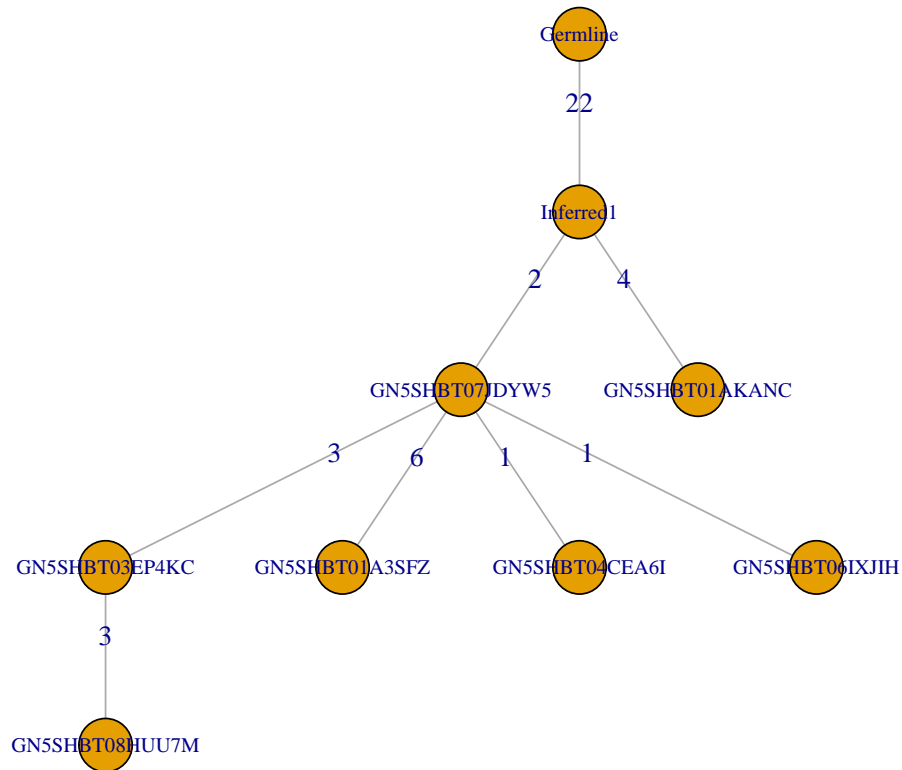 Germline
22
Inferred1
2
4
GN5SHBT07JDYW5
GN5SHBT01AKANC
3
6
1
1
GN5SHBT03EP4KC
GN5SHBT01A3SFZ
GN5SHBT04CEA6I
GN5SHBT06IXJIH
3
GN5SHBT08HUU7M